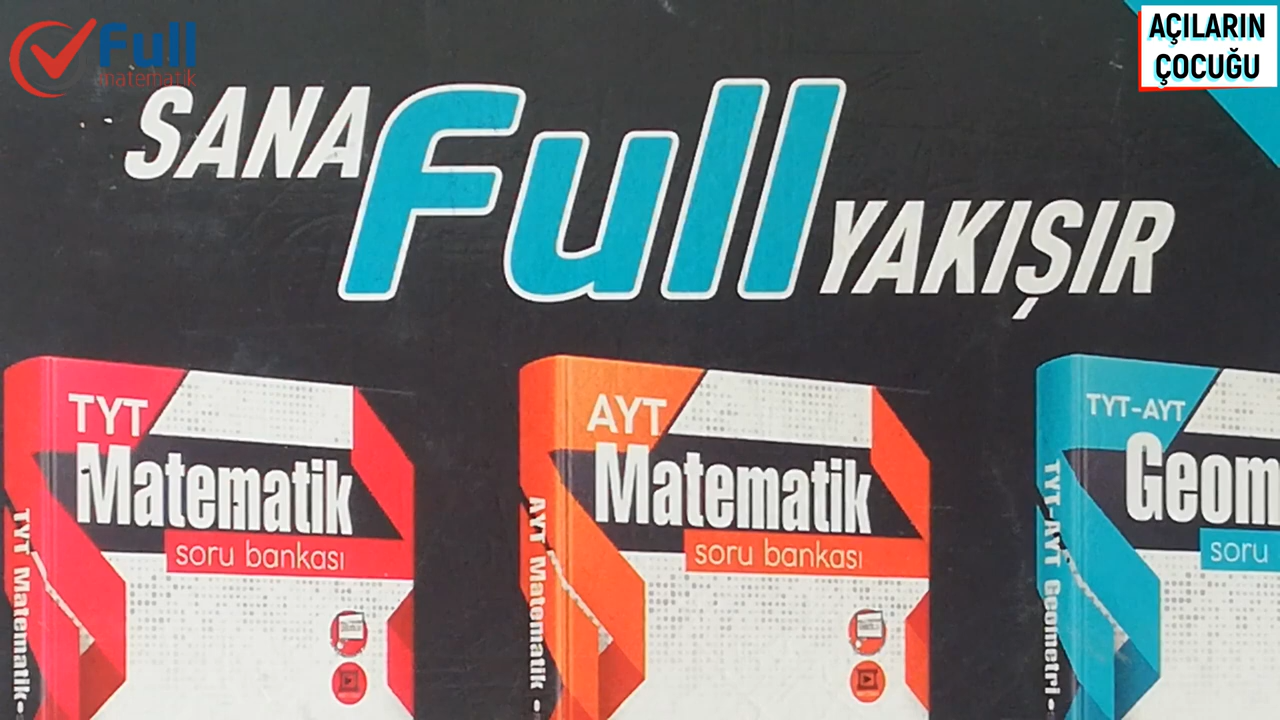 Full
matematik
AÇILARIN
ÇOCUĞU
SANA Full YAKIŞIR
TYT
Matematik
soru bankası
TYT Matematik
AYT
Matematik
soru bankası
AYT Matematik
TYT-AYT
Geom
soru
TYT-AYT Geometri